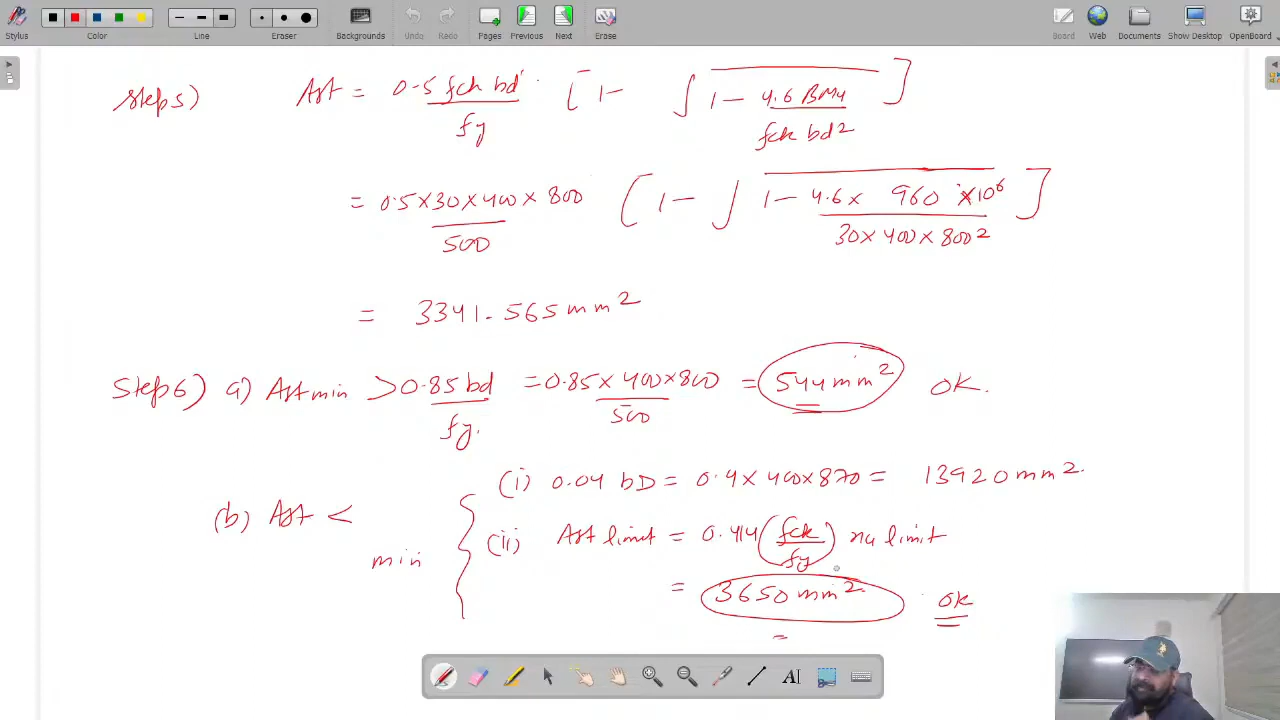 Stylus Color Line Eraser Backgrounds Undo Redo Pages Previous Next Erase Board Web Documents Show Desktop OpenBoard
Step5) Ast = 0.5 fck bd / fy [1- √1- 4.6 BMu / fck bd2]
= 0.5×30×400×800 / 500 [1- √1- 4.6× 960 ×10^6 / 30×400×800^2]
= 3341.565 mm2
Step6) a) Ast min > 0.85 bd / fy. = 0.85×400×800 / 500 = 544 mm2 OK.
(i) 0.04 bD = 0.4×400×870 = 13920 mm2.
(b) Ast < min
(ii) Ast limit = 0.414 (fck / fy) xu limit
= 3650 mm2. OK
=